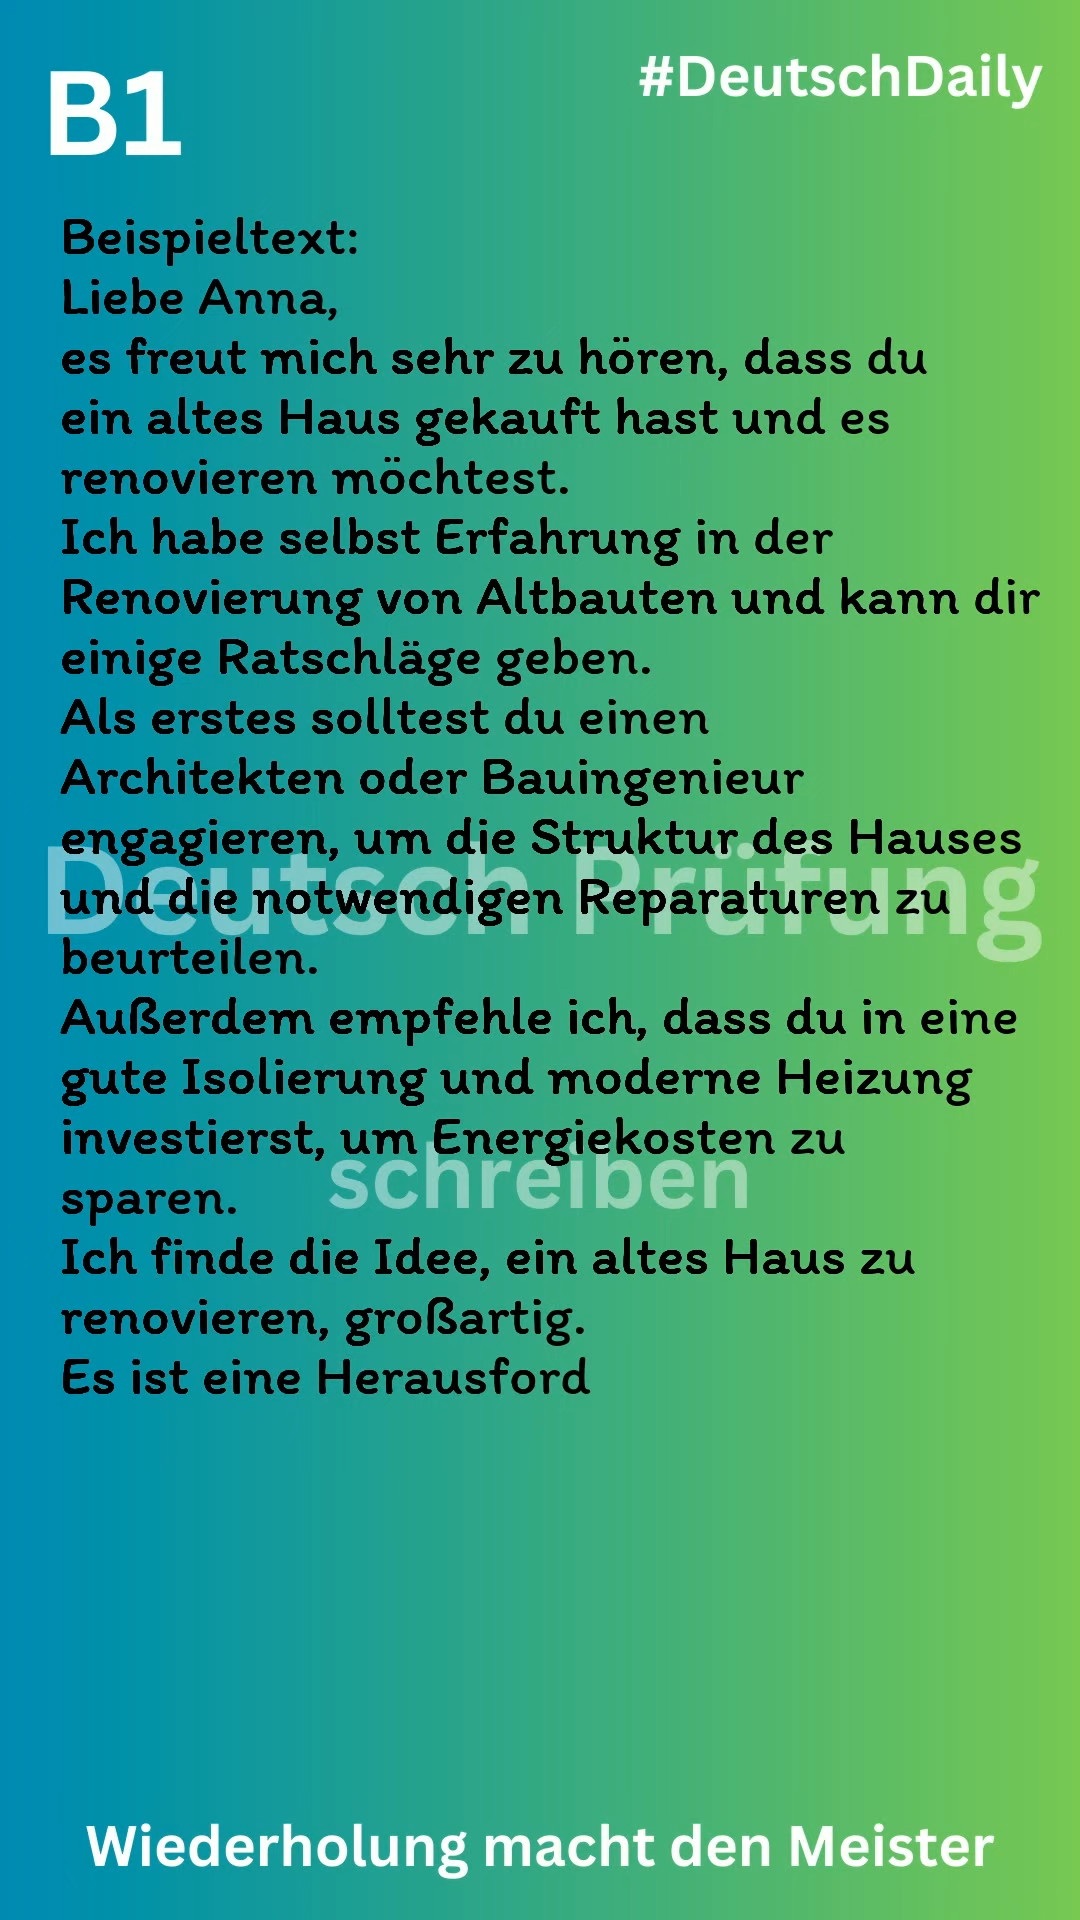 B1
#DeutschDaily
Beispieltext:
Liebe Anna,
es freut mich sehr zu hören, dass du
ein altes Haus gekauft hast und es
renovieren möchtest.
Ich habe selbst Erfahrung in der
Renovierung von Altbauten und kann dir
einige Ratschläge geben.
Als erstes solltest du einen
Architekten oder Bauingenieur
engagieren, um die Struktur des Hauses
und die notwendigen Reparaturen zu
beurteilen.
Außerdem empfehle ich, dass du in eine
gute Isolierung und moderne Heizung
investierst, um Energiekosten zu
sparen.
Ich finde die Idee, ein altes Haus zu
renovieren, großartig.
Es ist eine Herausford
Deutsch Prüfung
schreiben
Wiederholung macht den Meister